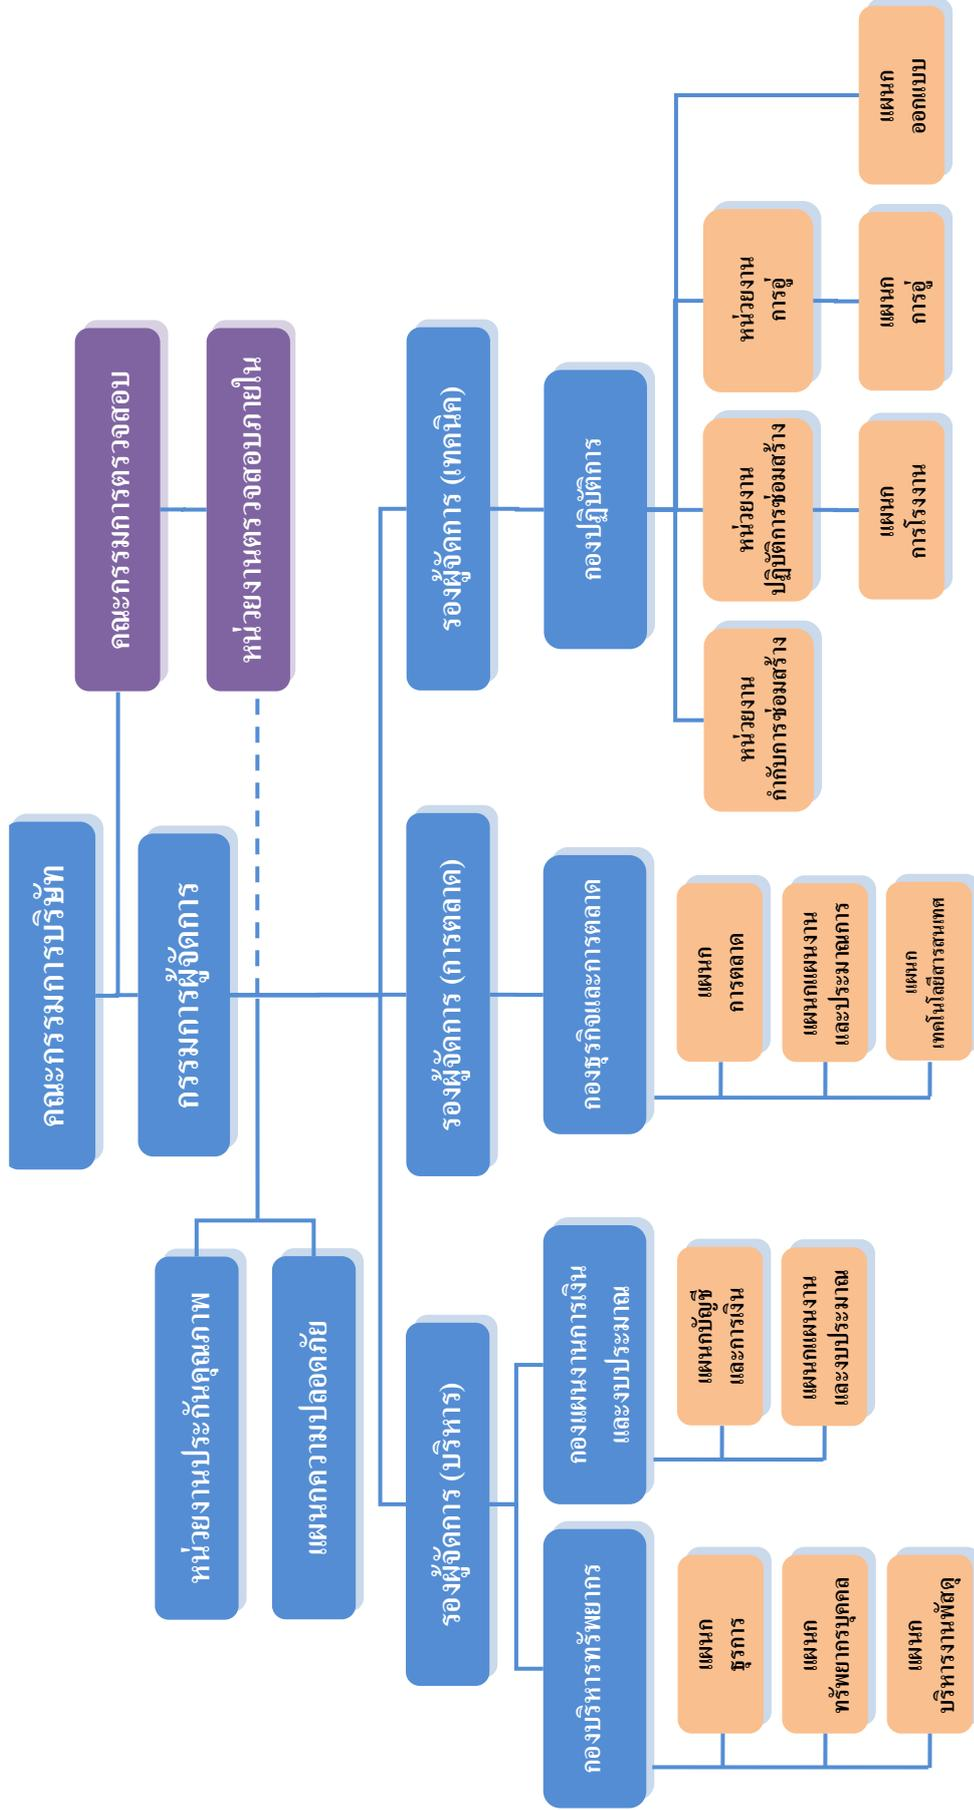 คณะกรรมการบริษัท
คณะกรรมการตรวจสอบ
กรรมการผู้จัดการ
หน่วยงานตรวจสอบภายใน
หน่วยงานประกันคุณภาพ
แผนกความปลอดภัย
รองผู้จัดการ (บริหาร)
รองผู้จัดการ (การตลาด)
รองผู้จัดการ (เทคนิค)
กองบริหารทรัพยากร
กองแผนงานการเงิน
และงบประมาณ
กองธุรกิจและการตลาด
กองปฏิบัติการ
แผนก
ธุรการ
แผนก
ทรัพยากรบุคคล
แผนก
บริหารงานพัสดุ
แผนกบัญชี
และการเงิน
แผนกแผนงาน
และงบประมาณ
แผนก
การตลาด
แผนกแผนงาน
และประมาณการ
แผนก
เทคโนโลยีสารสนเทศ
หน่วยงาน
กำกับการซ่อมสร้าง
หน่วยงาน
ปฏิบัติการซ่อมสร้าง
หน่วยงาน
การอู่
แผนก
การโรงงาน
แผนก
การอู่
แผนก
ออกแบบ